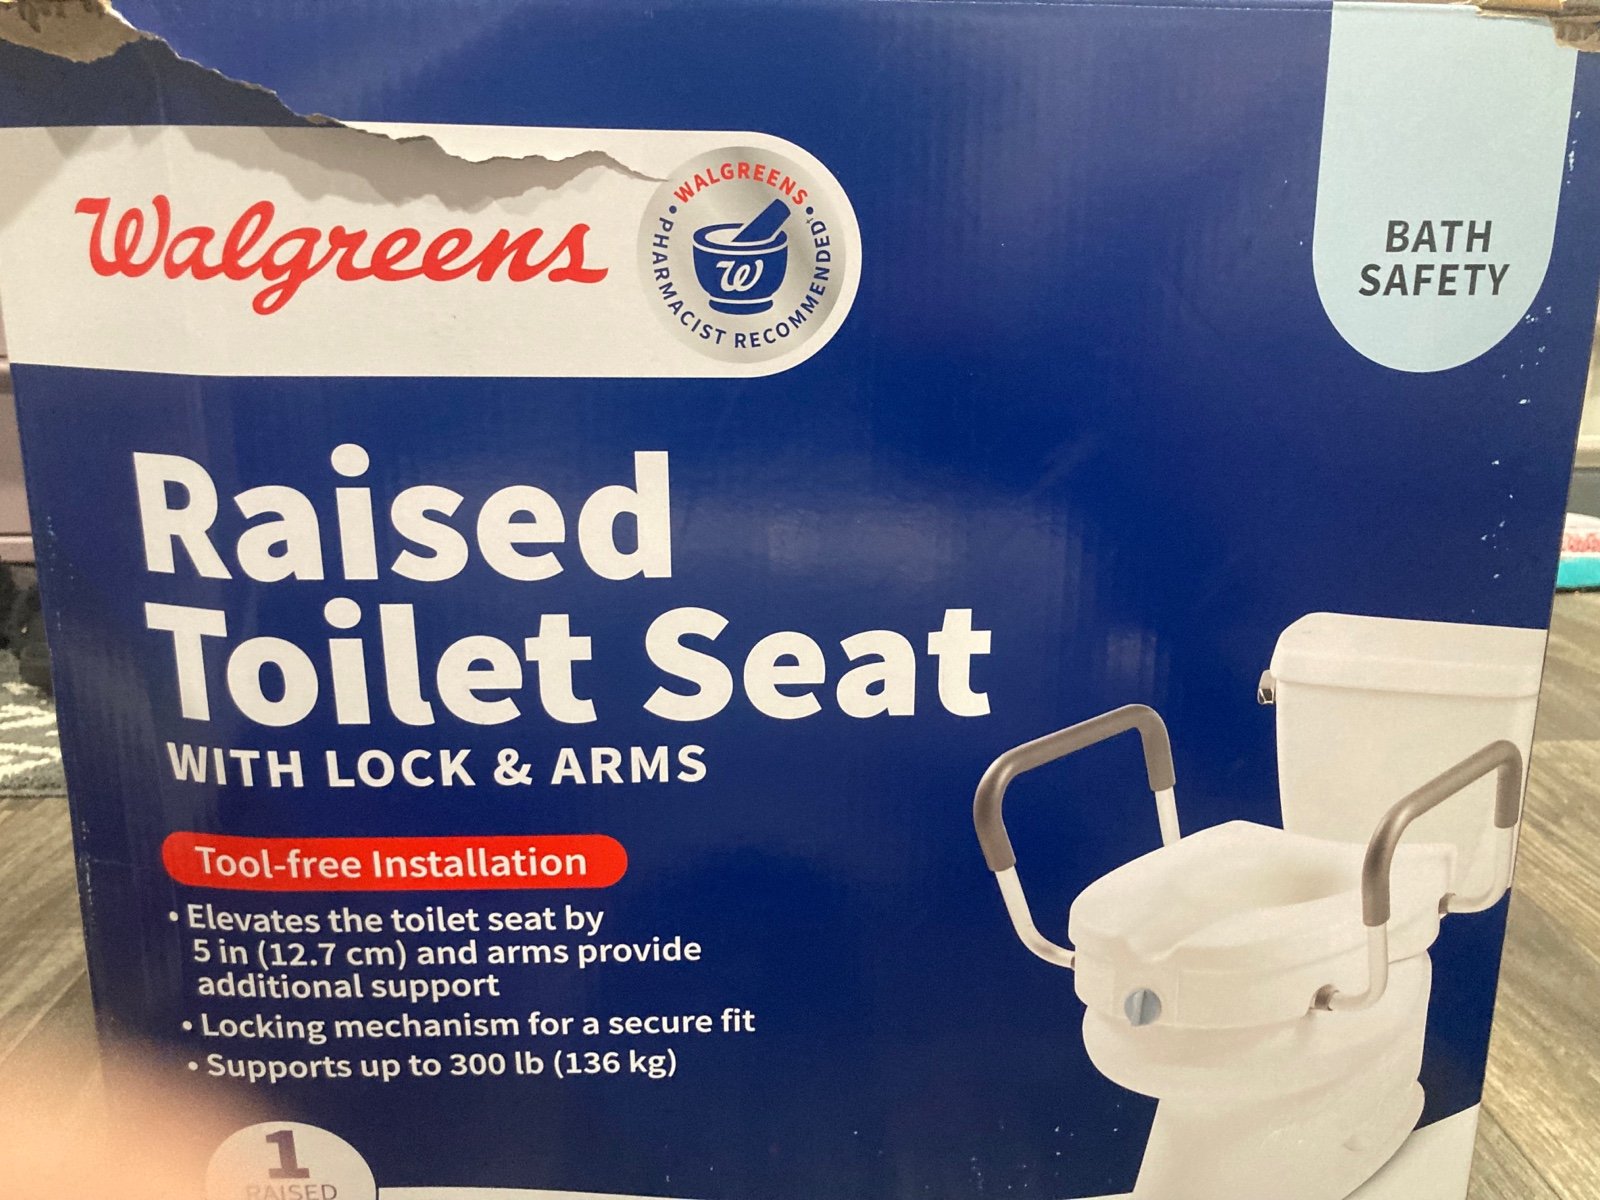 Walgreens
WALGREENS
PHARMACIST RECOMMENDED†
W
BATH
SAFETY
Raised
Toilet Seat
WITH LOCK & ARMS
Tool-free Installation
• Elevates the toilet seat by
5 in (12.7 cm) and arms provide
additional support
• Locking mechanism for a secure fit
• Supports up to 300 lb (136 kg)
1
RAISED